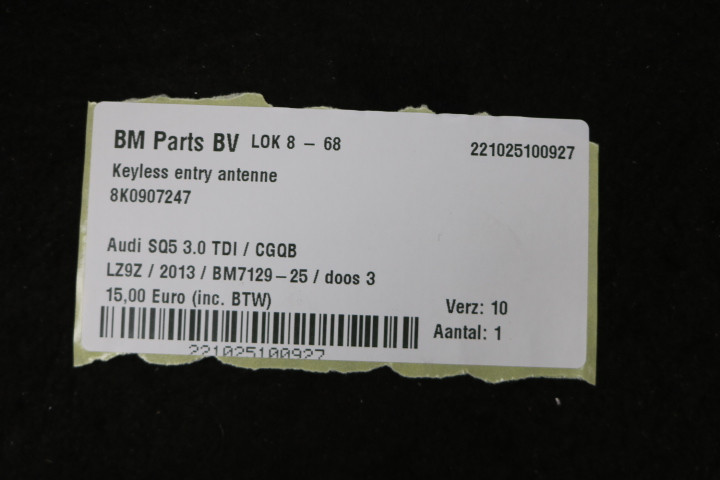 BM Parts BV LOK 8 – 68 221025100927
Keyless entry antenne
8K0907247
Audi SQ5 3.0 TDI / CGQB
LZ9Z / 2013 / BM7129–25 / doos 3
15,00 Euro (inc. BTW)
Verz: 10
Aantal: 1
221025100927